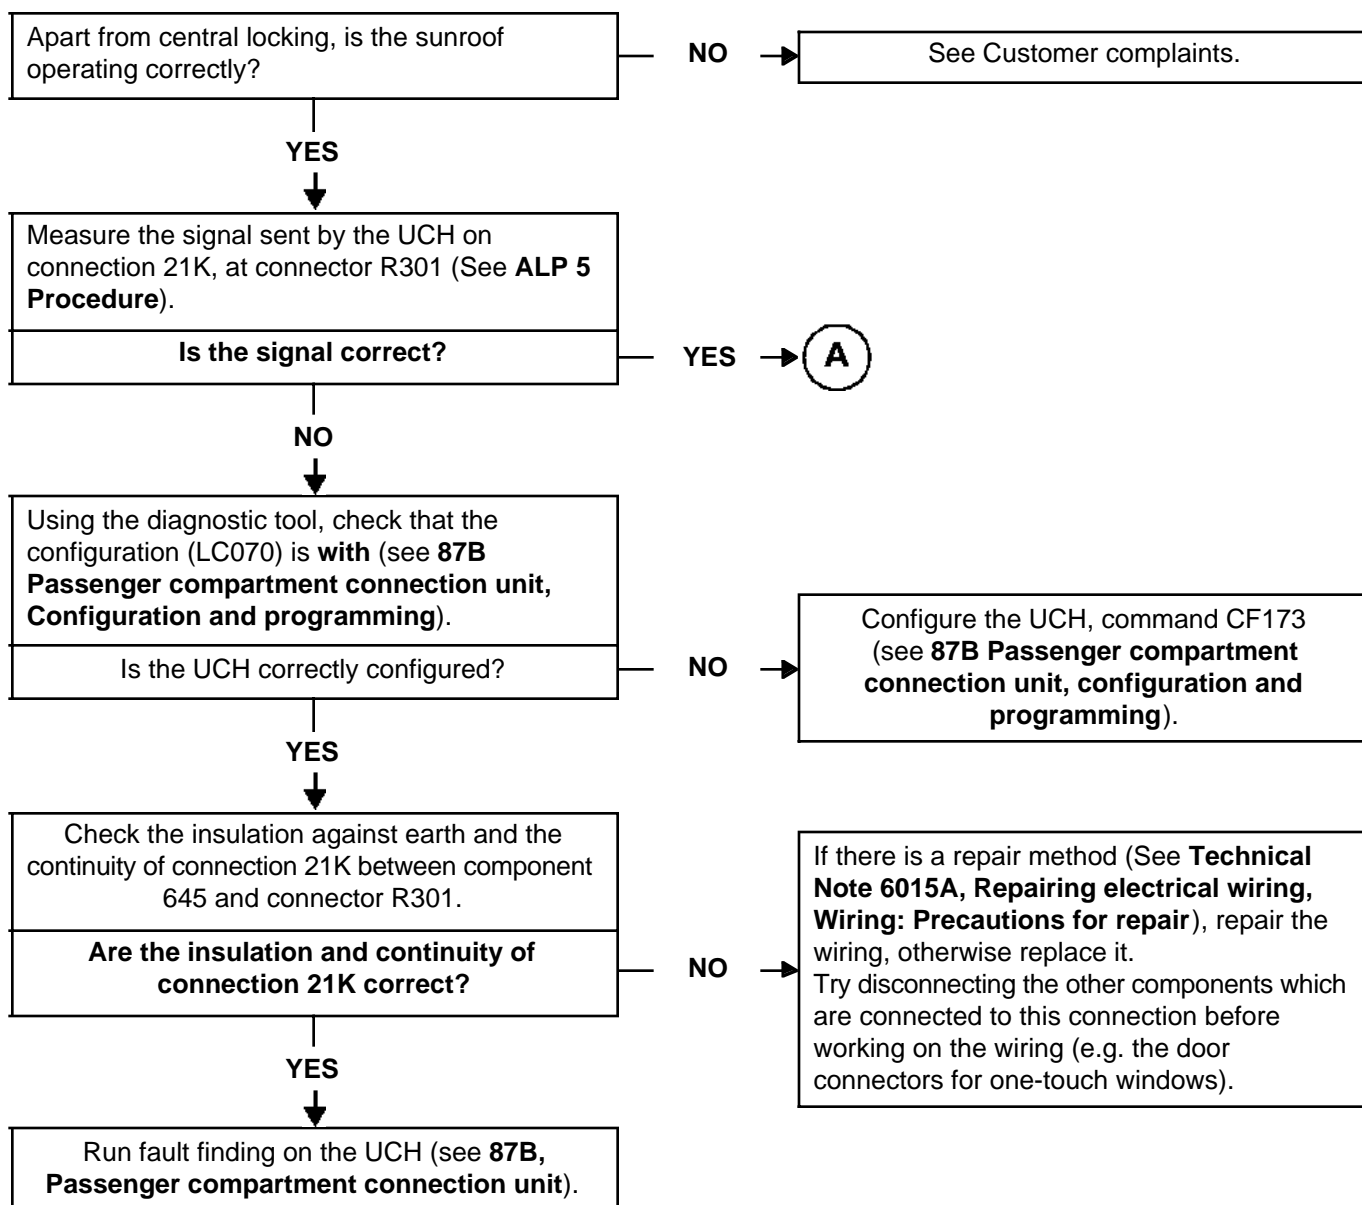 Apart from central locking, is the sunroof
operating correctly?
NO
See Customer complaints.
YES
Measure the signal sent by the UCH on
connection 21K, at connector R301 (See ALP 5
Procedure).
Is the signal correct?
YES
A
NO
Using the diagnostic tool, check that the
configuration (LC070) is with (see 87B
Passenger compartment connection unit,
Configuration and programming).
Is the UCH correctly configured?
NO
Configure the UCH, command CF173
(see 87B Passenger compartment
connection unit, configuration and
programming).
YES
Check the insulation against earth and the
continuity of connection 21K between component
645 and connector R301.
Are the insulation and continuity of
connection 21K correct?
NO
If there is a repair method (See Technical
Note 6015A, Repairing electrical wiring,
Wiring: Precautions for repair), repair the
wiring, otherwise replace it.
Try disconnecting the other components which
are connected to this connection before
working on the wiring (e.g. the door
connectors for one-touch windows).
YES
Run fault finding on the UCH (see 87B,
Passenger compartment connection unit).